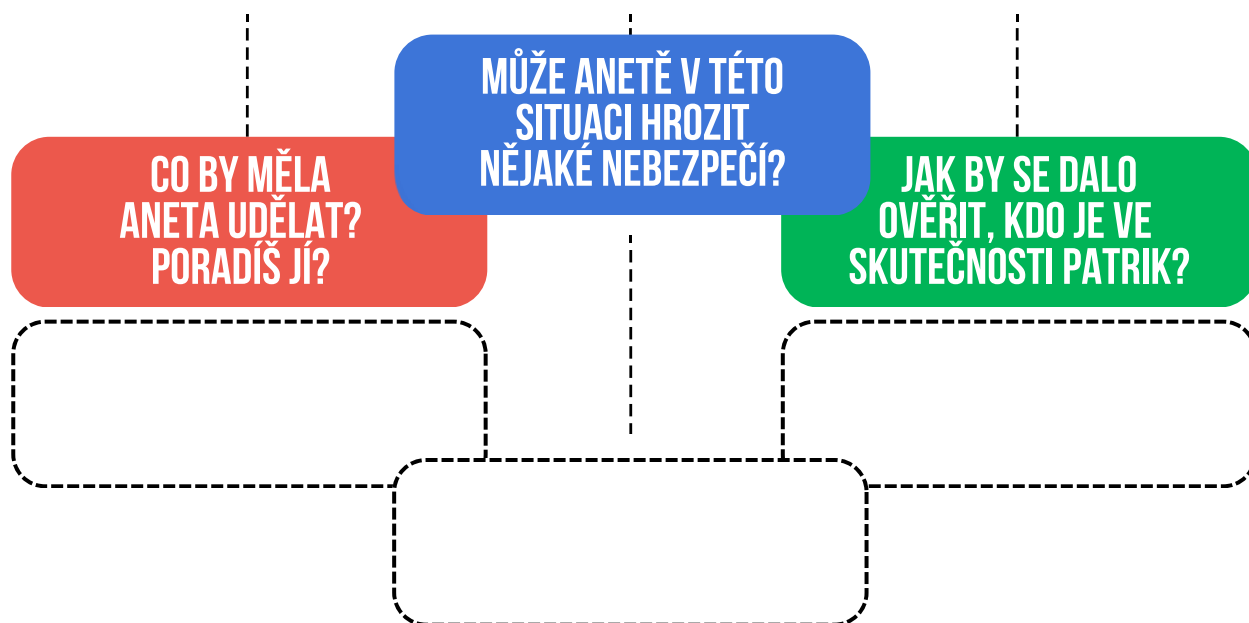 CO BY MĚLA
ANETA UDĚLAT?
PORADÍŠ JÍ?
MŮŽE ANETĚ V TÉTO
SITUACI HROZIT
NĚJAKÉ NEBEZPEČÍ?
JAK BY SE DALO
OVĚŘIT, KDO JE VE
SKUTEČNOSTI PATRIK?